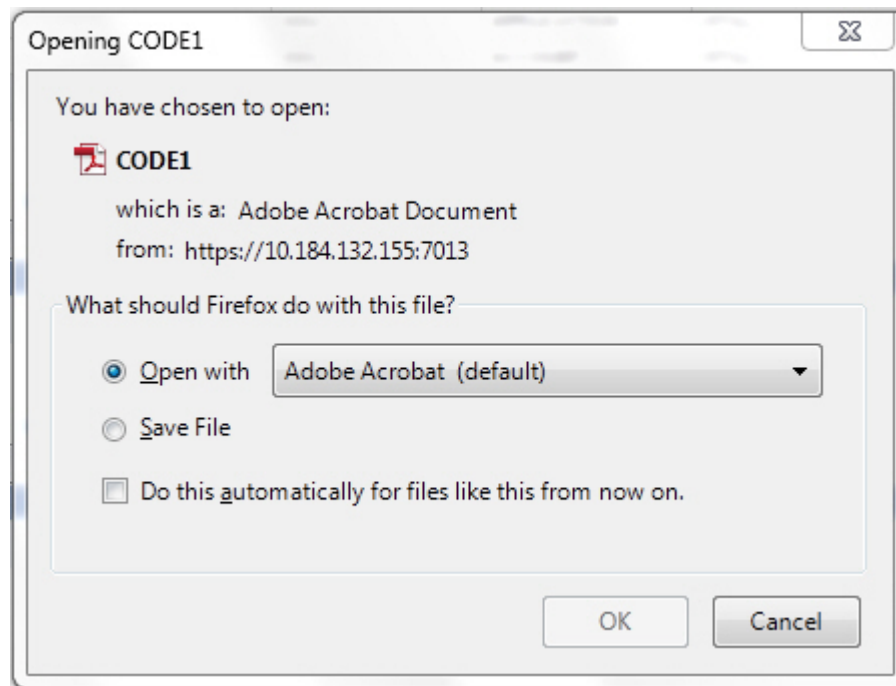 Opening CODE1
You have chosen to open:
CODE1
which is a: Adobe Acrobat Document
from: https://10.184.132.155:7013
What should Firefox do with this file?
Open with Adobe Acrobat (default)
Save File
Do this automatically for files like this from now on.
OK Cancel